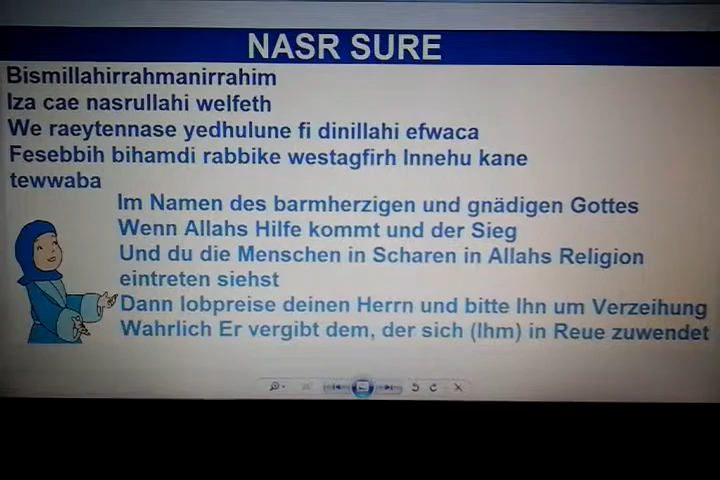 NASR SURE
Bismillahirrahmanirrahim
Iza cae nasrullahi welfeth
We raeytennase yedhulune fi dinillahi efwaca
Fesebbih bihamdi rabbike westagfirh Innehu kane
tewwaba
Im Namen des barmherzigen und gnädigen Gottes
Wenn Allahs Hilfe kommt und der Sieg
Und du die Menschen in Scharen in Allahs Religion
eintreten siehst
Dann lobpreise deinen Herrn und bitte Ihn um Verzeihung
Wahrlich Er vergibt dem, der sich (Ihm) in Reue zuwendet